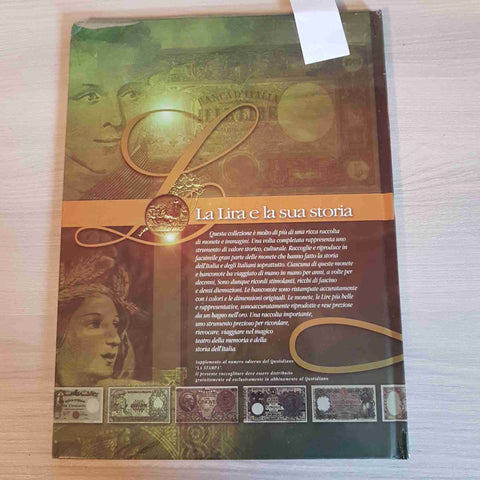 BANCA D'ITALIA
La Lira e la sua storia
Questa collezione è molto di più di una ricca raccolta
di monete e immagini. Una volta completata rappresenta uno
strumento di valore storico, culturale. Raccoglie e riproduce in
facsimile gran parte delle monete che hanno fatto la storia
dell'Italia e degli Italiani soprattutto. Ciascuna di queste monete
e banconote ha viaggiato di mano in mano per anni, a volte per
decenni. Sono dunque ricordi stimolanti, ricchi di fascino
e densi d'emozioni. Le banconote sono ristampate accuratamente
con i colori e le dimensioni originali. Le monete, le Lire più belle
e rappresentative, sono accuratamente riprodotte e rese preziose
da un bagno nell'oro. Una raccolta importante,
uno strumento prezioso per ricordare,
rievocare, viaggiare nel magico
teatro della memoria e della
storia dell'Italia.
Supplemento al numero odierno del Quotidiano
"LA STAMPA".
Il presente raccoglitore deve essere distribuito
gratuitamente ed esclusivamente in abbinamento al Quotidiano